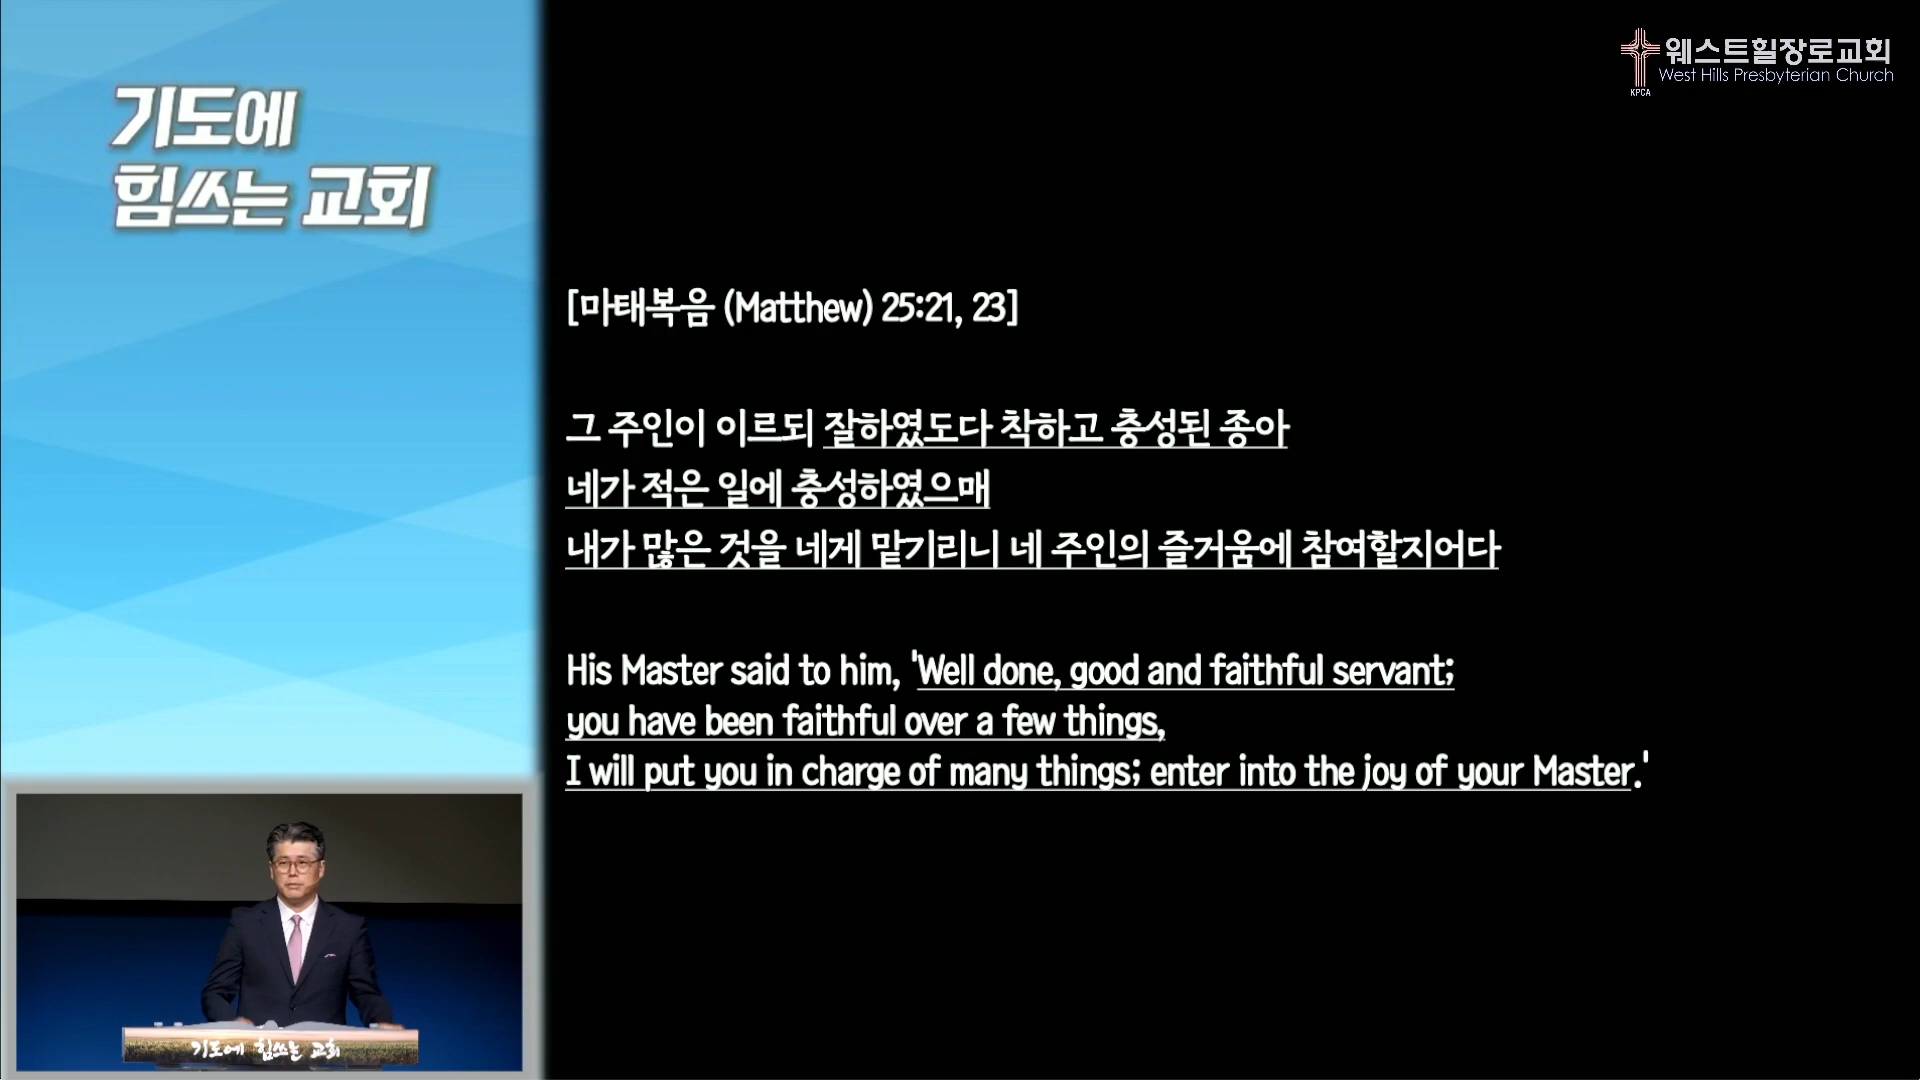 기도에
힘쓰는 교회
웨스트힐장로교회
West Hills Presbyterian Church
KPCA
[마태복음 (Matthew) 25:21, 23]
그 주인이 이르되 잘하였도다 착하고 충성된 종아
네가 적은 일에 충성하였으매
내가 많은 것을 네게 맡기리니 네 주인의 즐거움에 참여할지어다
His Master said to him, 'Well done, good and faithful servant;
you have been faithful over a few things,
I will put you in charge of many things; enter into the joy of your Master.'
기도에 힘쓰는 교회